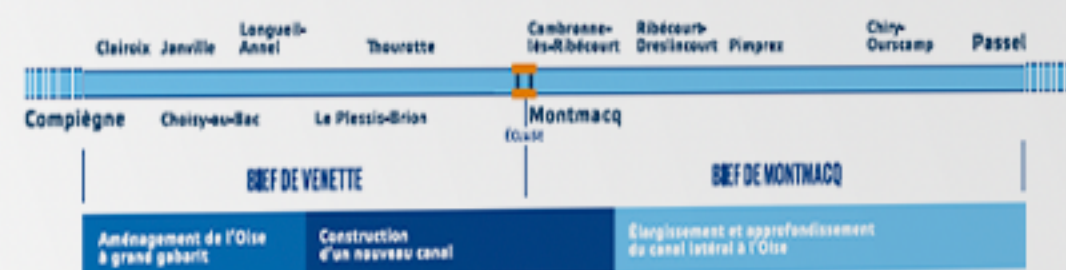 Clairoix Janville Longueil-
Annel
Thourotte
Cambronne-
lès-Ribécourt
Ribécourt-
Dreslincourt
Pimprez
Chiry-
Ourscamp
Passel
Compiègne
Choisy-au-Bac
Le Plessis-Brion
Montmacq
Écluse
BIEF DE VENETTE
BIEF DE MONTMACQ
Aménagement de l'Oise
à grand gabarit
Construction
d'un nouveau canal
Élargissement et approfondissement
du canal latéral à l'Oise